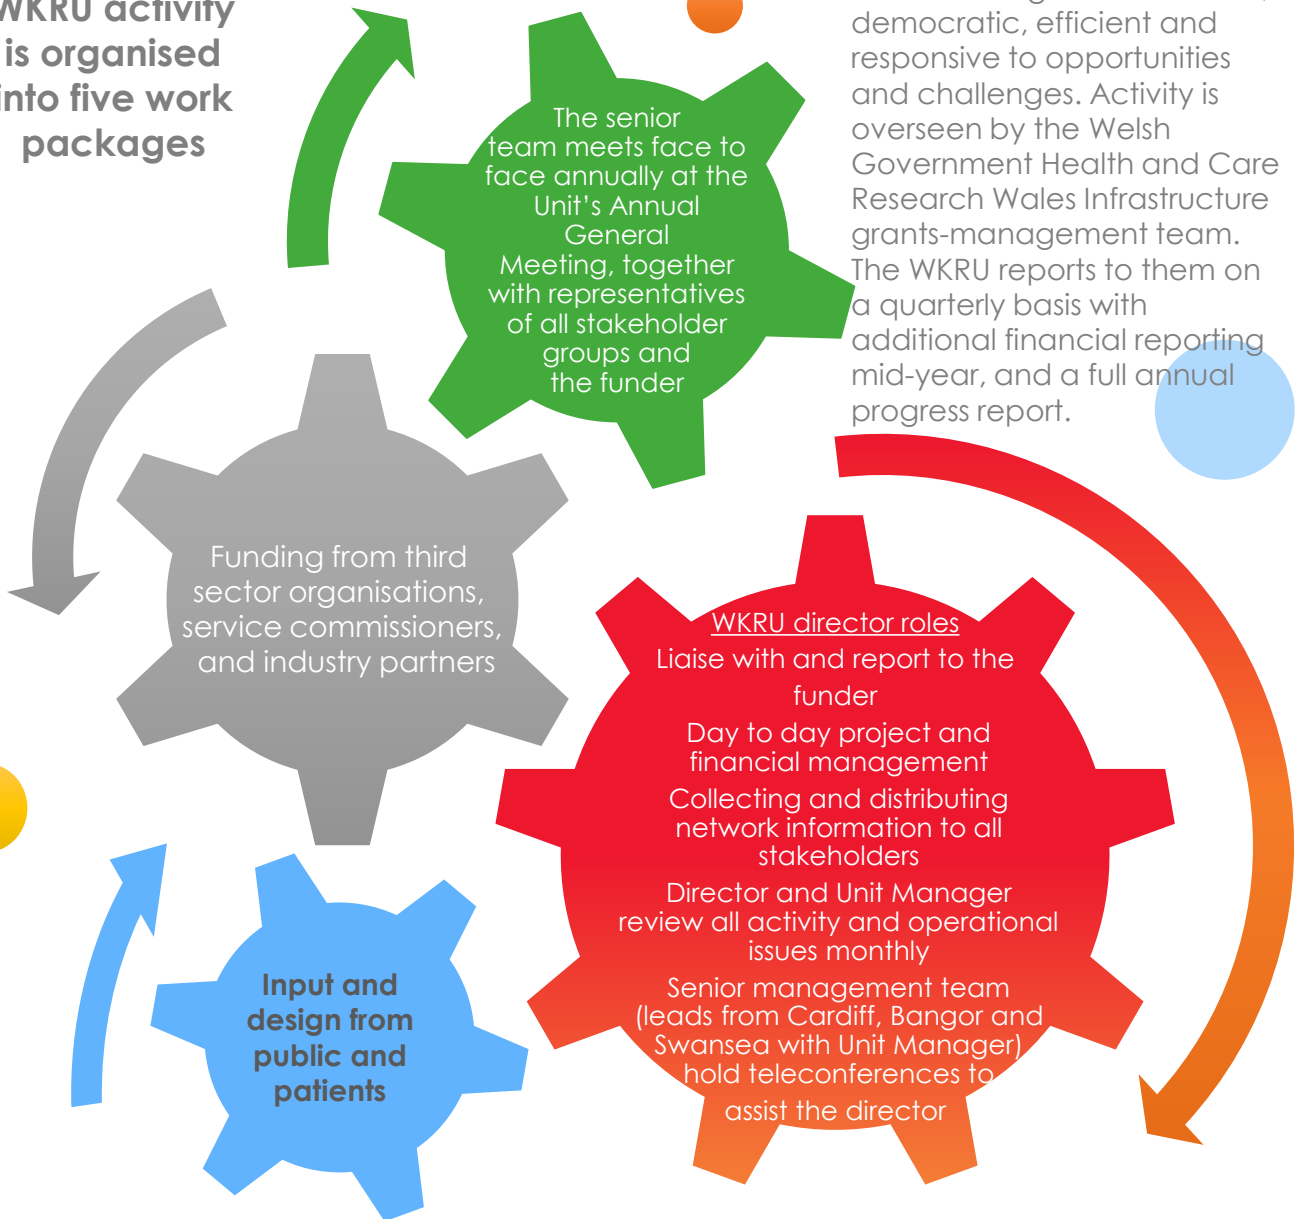 WKRU activity
is organised
into five work
packages
democratic, efficient and
responsive to opportunities
and challenges. Activity is
overseen by the Welsh
Government Health and Care
Research Wales Infrastructure
grants-management team.
The WKRU reports to them on
a quarterly basis with
additional financial reporting
mid-year, and a full annual
progress report.
The senior
team meets face to
face annually at the
Unit’s Annual
General
Meeting, together
with representatives
of all stakeholder
groups and
the funder
Funding from third
sector organisations,
service commissioners,
and industry partners
WKRU director roles
Liaise with and report to the
funder
Day to day project and
financial management
Collecting and distributing
network information to all
stakeholders
Director and Unit Manager
review all activity and operational
issues monthly
Senior management team
(leads from Cardiff, Bangor and
Swansea with Unit Manager)
hold teleconferences to
assist the director
Input and
design from
public and
patients